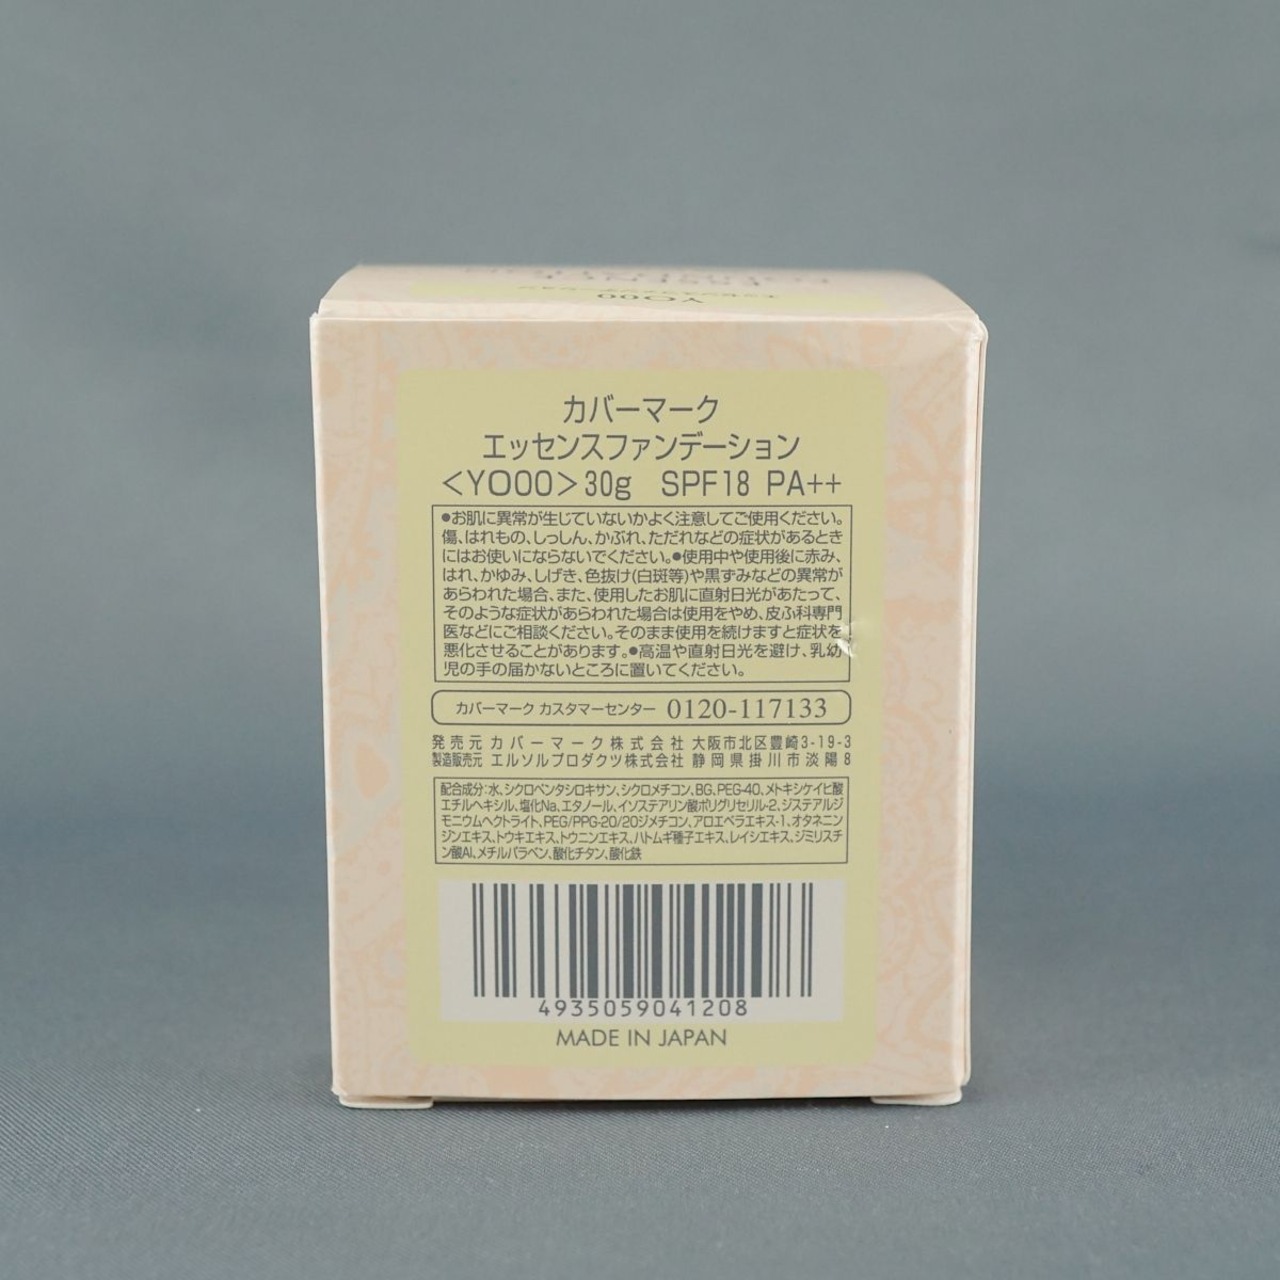 YO00
エッセンスファンデーション
カバーマーク
エッセンスファンデーション
<YO00>30g SPF18 PA++
●お肌に異常が生じていないかよく注意してご使用ください。
傷、はれもの、しっしん、かぶれ、ただれなどの症状があるとき
にはお使いにならないでください。●使用中や使用後に赤み、
はれ、かゆみ、しげき、色抜け(白斑等)や黒ずみなどの異常が
あらわれた場合、また、使用したお肌に直射日光があたって、
そのような症状があらわれた場合は使用をやめ、皮ふ科専門
医などにご相談ください。そのまま使用を続けますと症状を
悪化させることがあります。●高温や直射日光を避け、乳幼
児の手の届かないところに置いてください。
カバーマーク カスタマーセンター 0120-117133
発売元 カバーマーク株式会社 大阪市北区豊崎3-19-3
製造販売元 エルソルプロダクツ株式会社 静岡県掛川市淡陽8
配合成分:水、シクロペンタシロキサン、シクロメチコン、BG、PEG-40、メトキシケイヒ酸
エチルヘキシル、塩化Na、エタノール、イソステアリン酸ポリグリセリル-2、ジステアルジ
モニウムヘクトライト、PEG/PPG-20/20ジメチコン、アロエベラエキス-1、オタネニン
ジンエキス、トウキエキス、トウニンエキス、ハトムギ種子エキス、レイシエキス、ジミリスチ
ン酸Al、メチルパラベン、酸化チタン、酸化鉄
4935059041208
MADE IN JAPAN